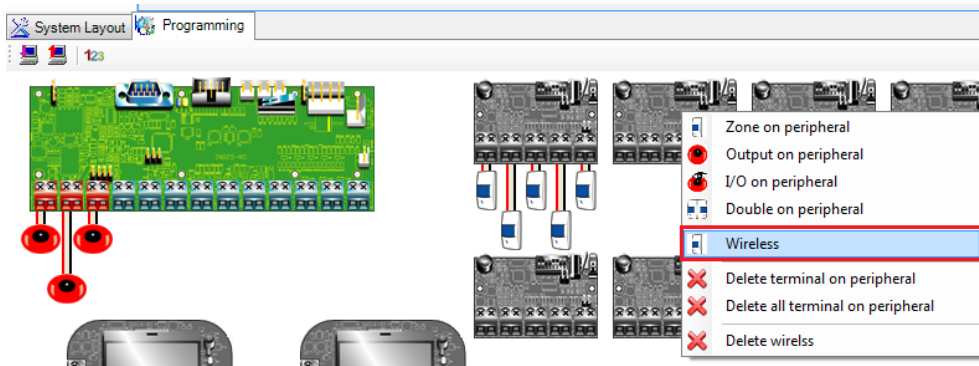 System Layout
Programming
123
Zone on peripheral
Output on peripheral
I/O on peripheral
Double on peripheral
Wireless
Delete terminal on peripheral
Delete all terminal on peripheral
Delete wirelss